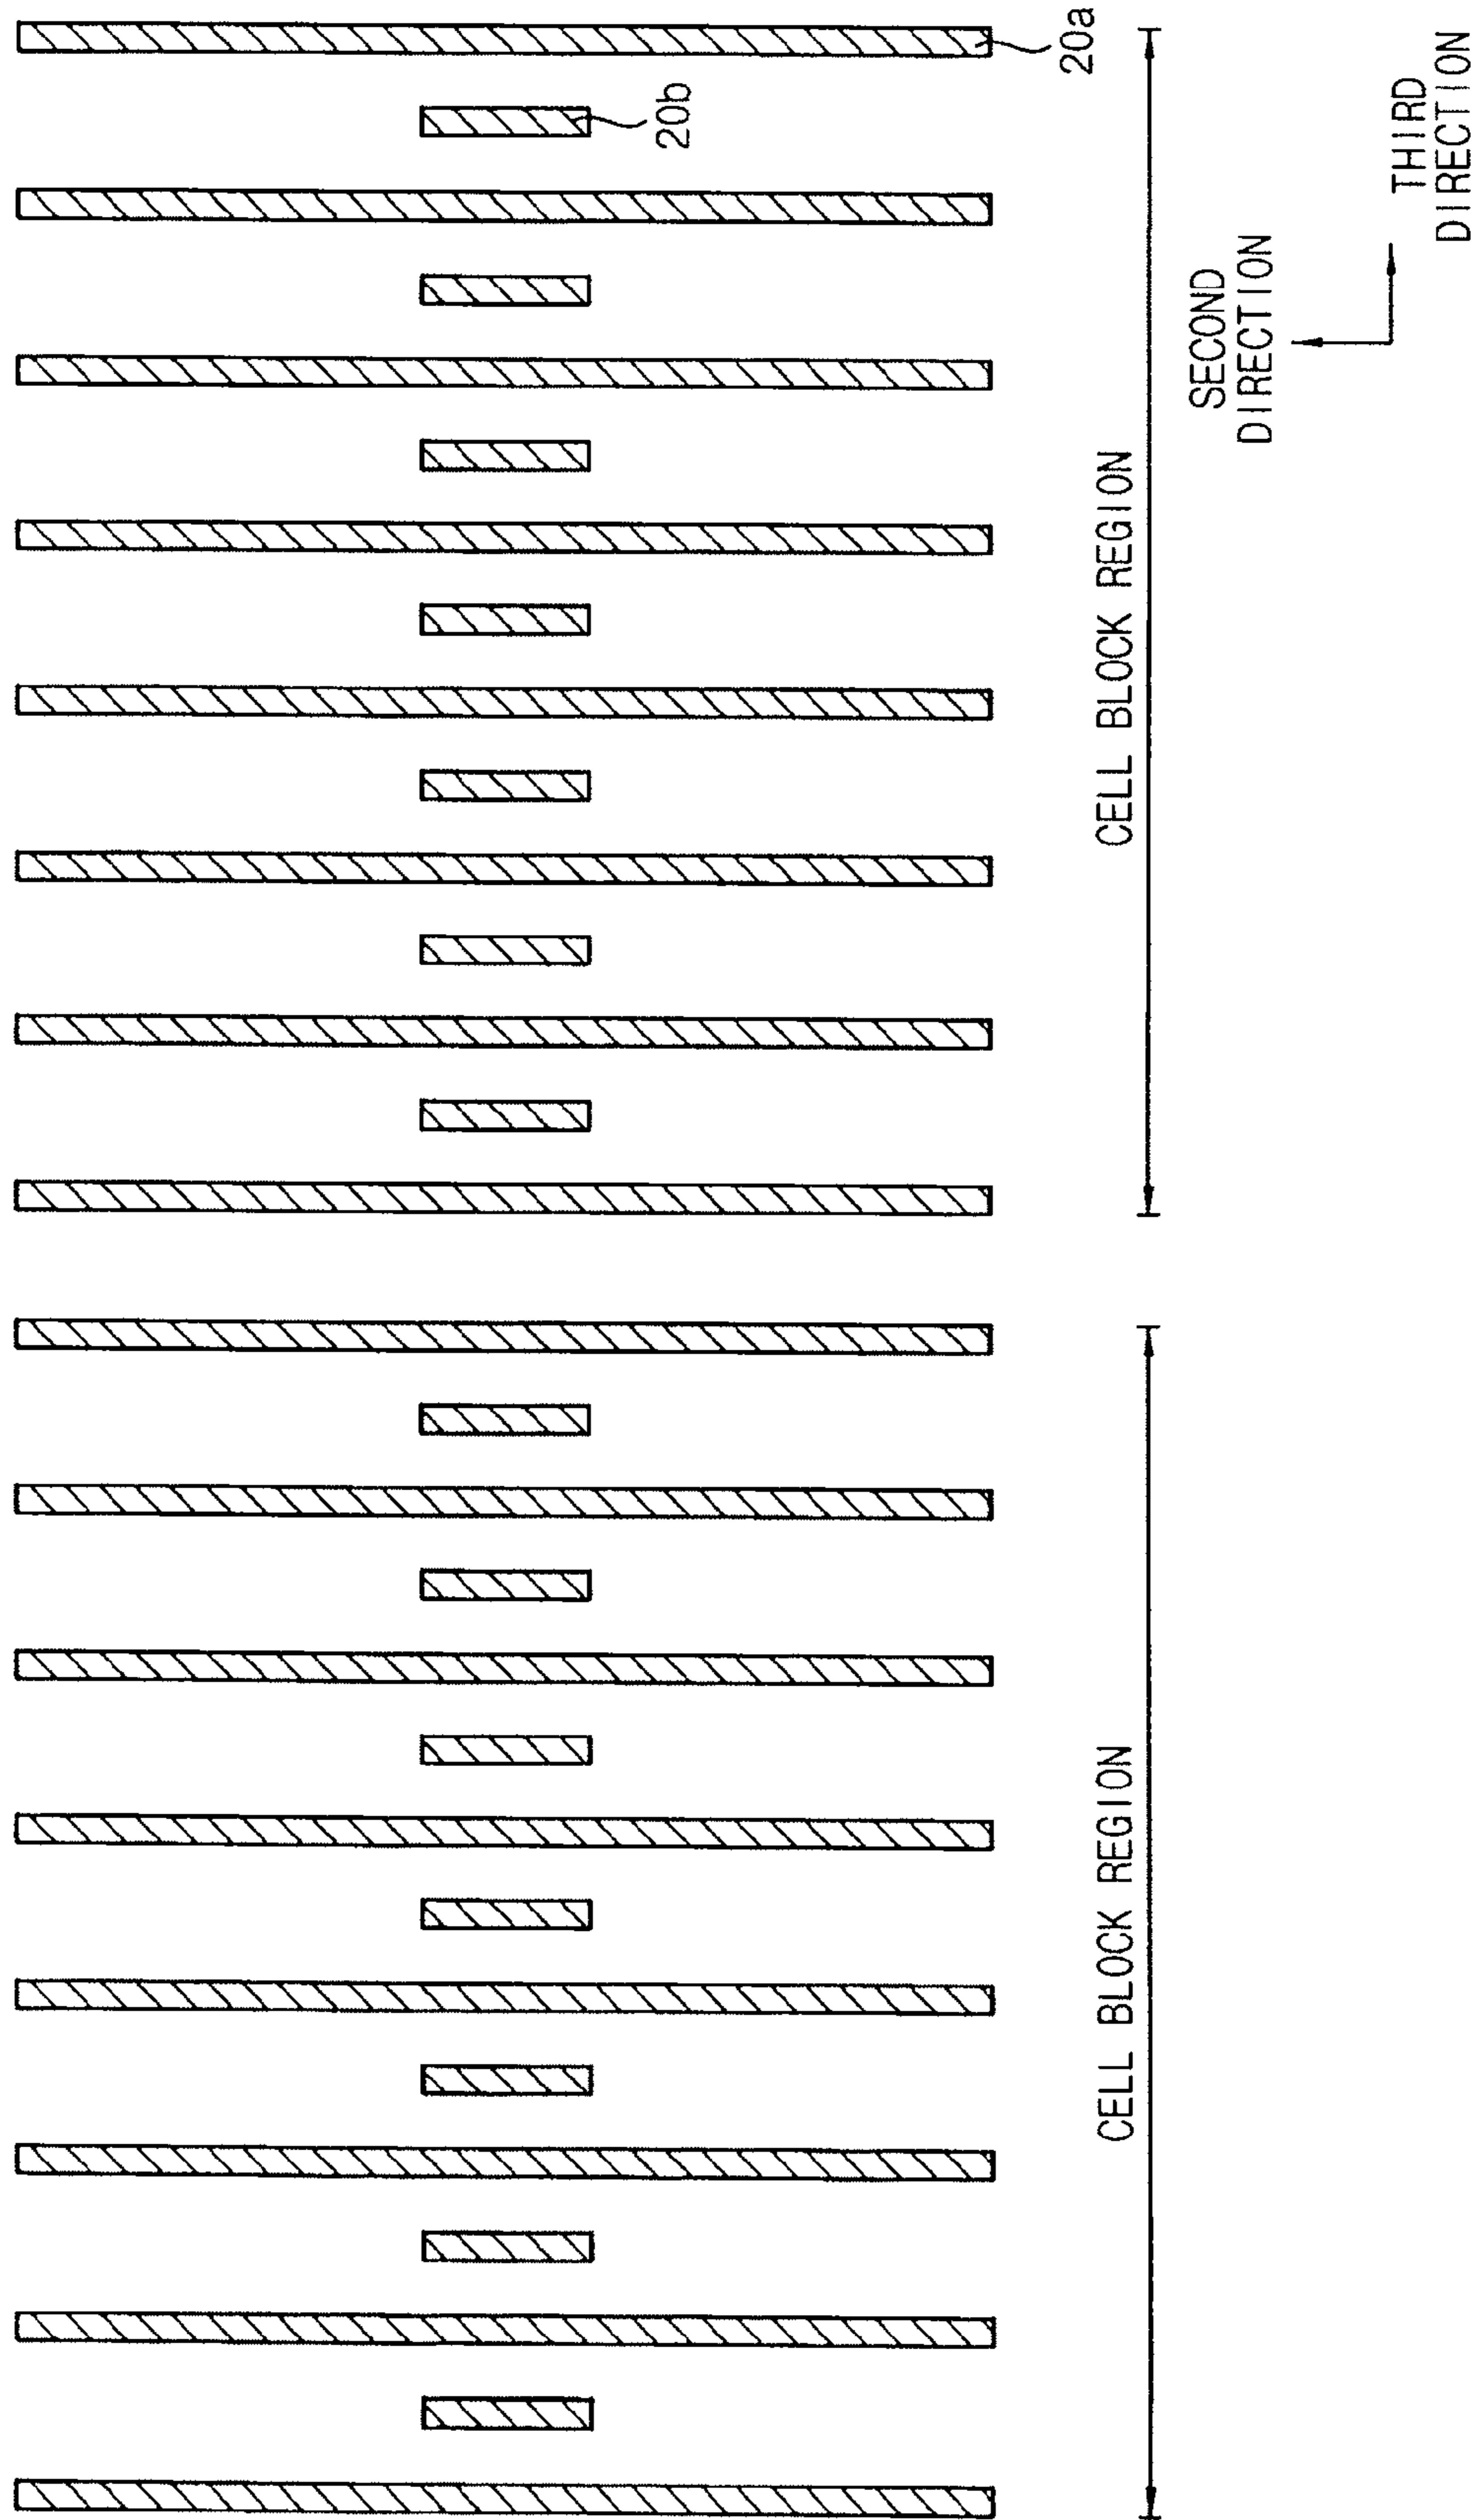 20a
20b
CELL BLOCK REGION
SECOND
DIRECTION
THIRD
DIRECTION
CELL BLOCK REGION